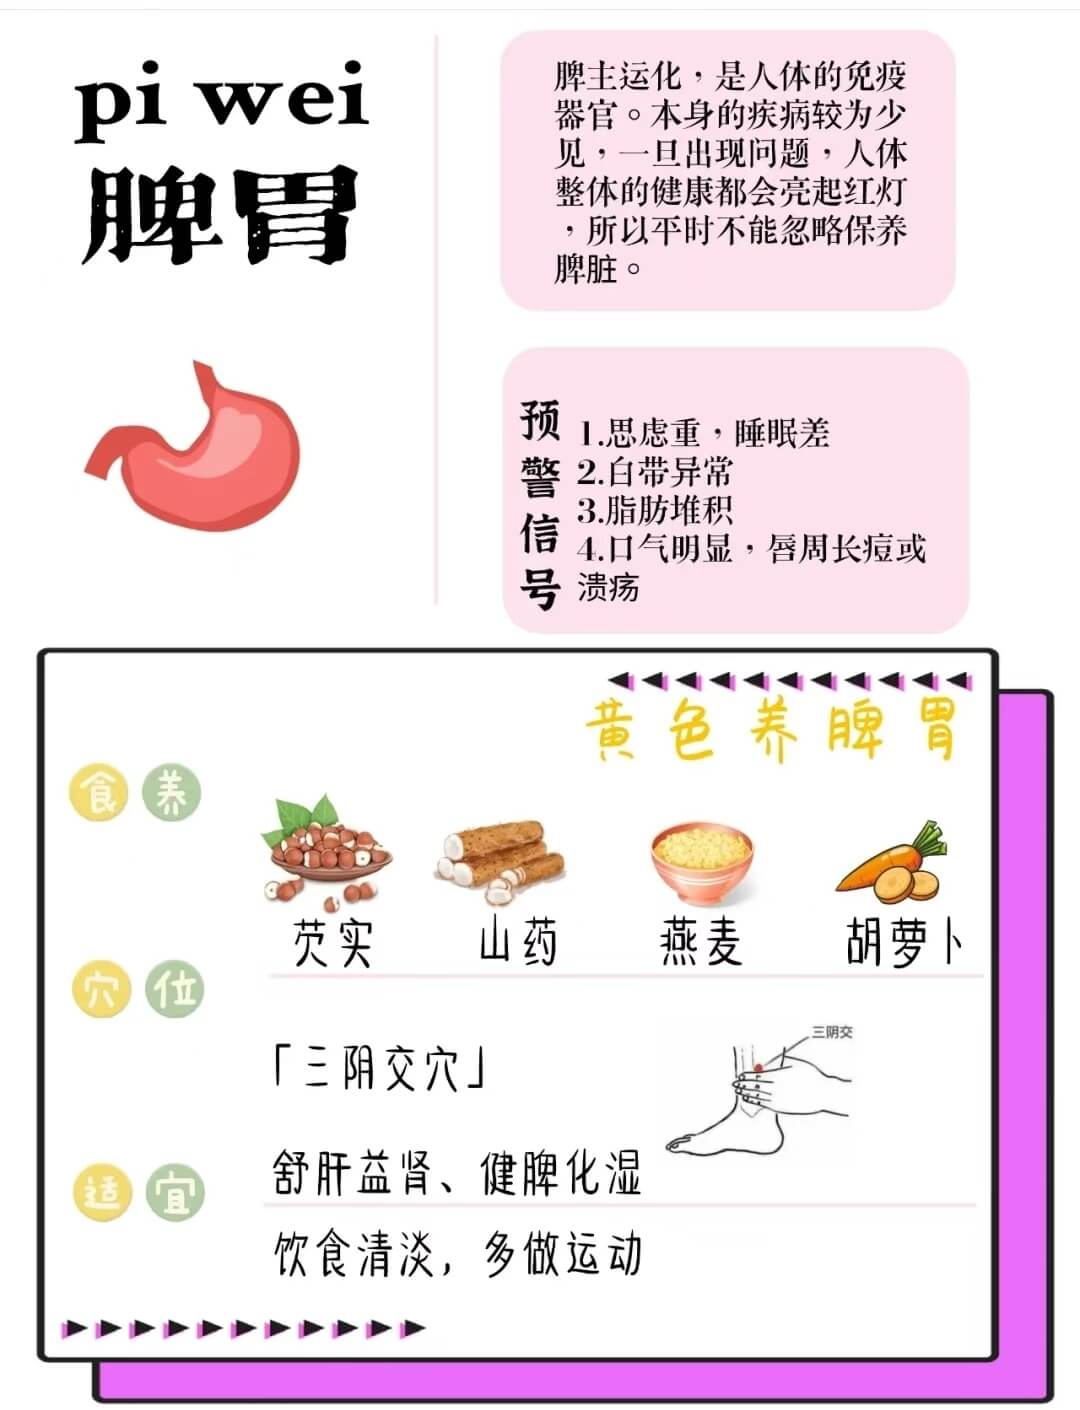 pi wei
脾胃
脾主运化，是人体的免疫
器官。本身的疾病较为少
见，一旦出现问题，人体
整体的健康都会亮起红灯
，所以平时不能忽略保养
脾脏。
预警信号
1.思虑重，睡眠差
2.白带异常
3.脂肪堆积
4.口气明显，唇周长痘或
溃疡
黄色养脾胃
食养
芡实 山药 燕麦 胡萝卜
穴位
「三阴交穴」
三阴交
舒肝益肾、健脾化湿
适宜
饮食清淡，多做运动